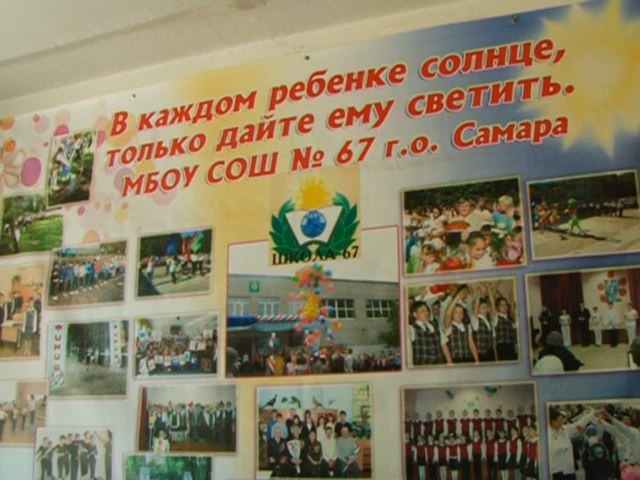 В каждом ребенке солнце,
только дайте ему светить.
МБОУ СОШ № 67 г.о. Самара
ШКОЛА-67